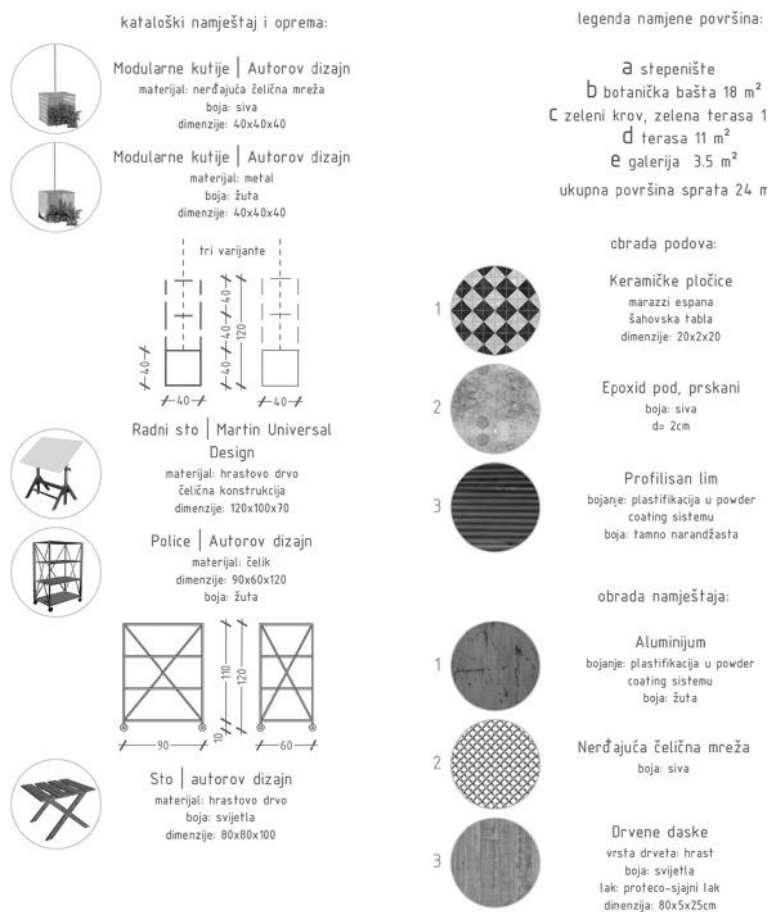 kataloški namještaj i oprema:
Modularne kutije | Autorov dizajn
materijal: nerđajuća čelična mreža
boja: siva
dimenzije: 40x40x40
Modularne kutije | Autorov dizajn
materijal: metal
boja: žuta
dimenzije: 40x40x40
tri varijante
40
40
40
40
120
40
40
Radni sto | Martin Universal
Design
materijal: hrastovo drvo
čelična konstrukcija
dimenzije: 120x100x70
Police | Autorov dizajn
materijal: čelik
dimenzije: 90x60x120
boja: žuta
110
120
10
90
60
Sto | autorov dizajn
materijal: hrastovo drvo
boja: svijetla
dimenzije: 80x80x100
legenda namjene površina:
a stepenište
b botanička bašta 18 m²
c zeleni krov, zelena terasa 1
d terasa 11 m²
e galerija 3.5 m²
ukupna površina sprata 24 m
obrada podova:
1
Keramičke pločice
marazzi espana
šahovska tabla
dimenzije: 20x2x20
2
Epoxid pod, prskani
boja: siva
d= 2cm
3
Profilisan lim
bojanje: plastifikacija u powder
coating sistemu
boja: tamno narandžasta
obrada namještaja:
1
Aluminijum
bojanje: plastifikacija u powder
coating sistemu
boja: žuta
2
Nerđajuća čelična mreža
boja: siva
3
Drvene daske
vrsta drveta: hrast
boja: svijetla
lak: proteco-sjajni lak
dimenzija: 80x5x25cm